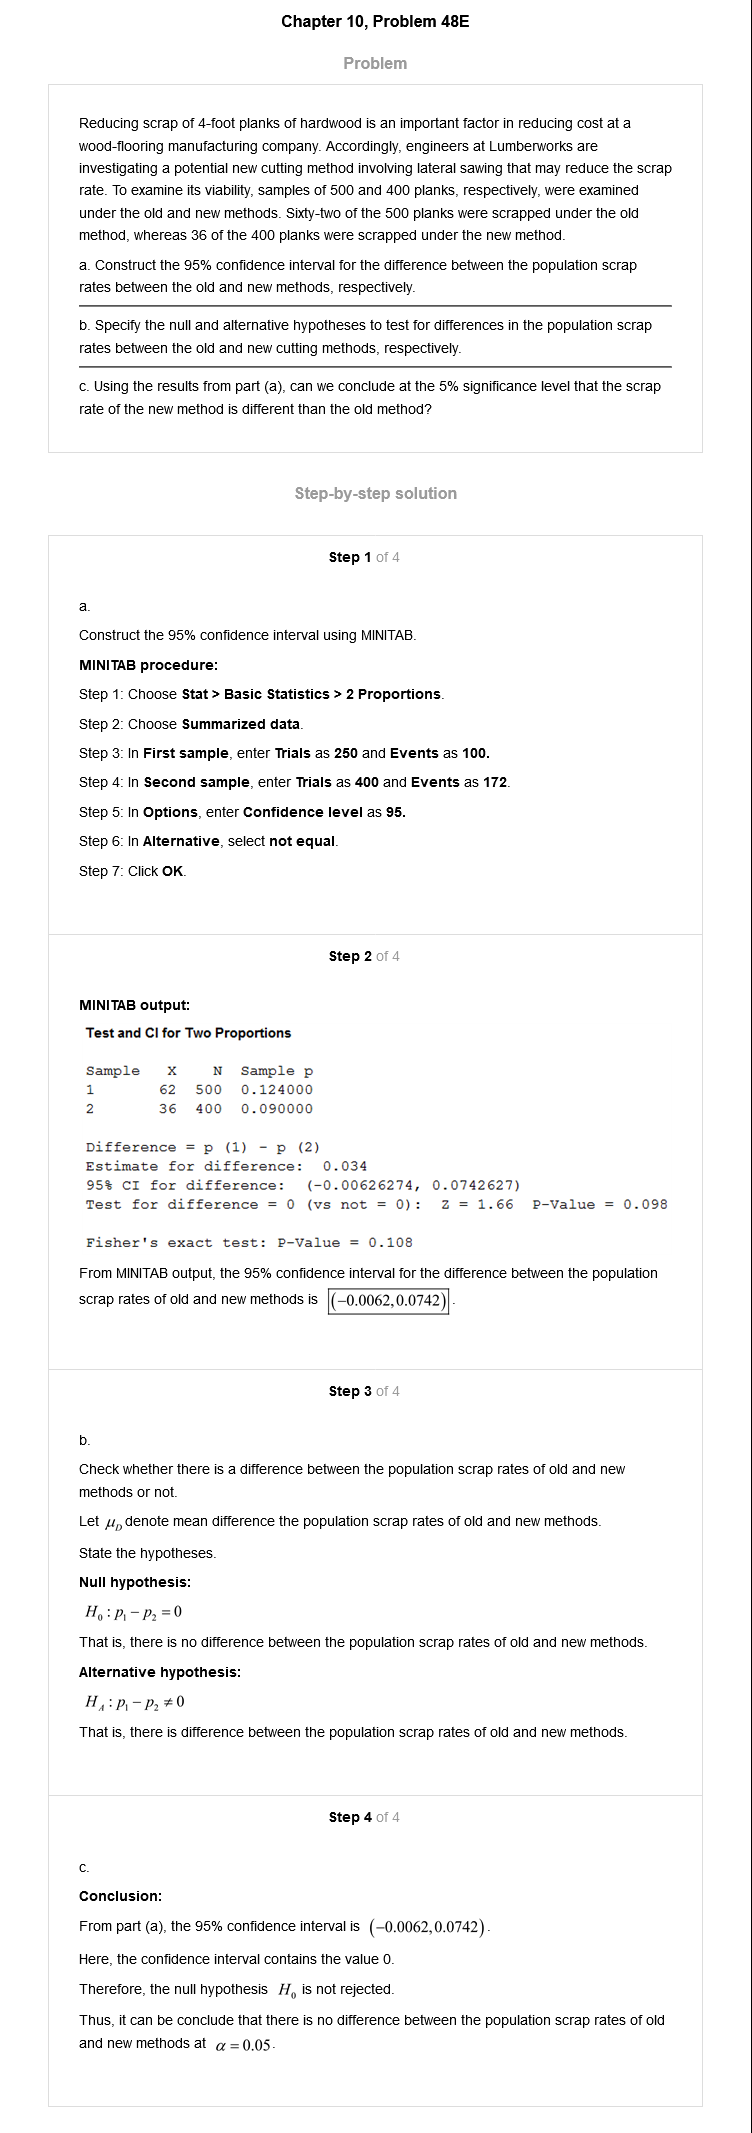 Chapter 10, Problem 48E
Problem
Reducing scrap of 4-foot planks of hardwood is an important factor in reducing cost at a
wood-flooring manufacturing company. Accordingly, engineers at Lumberworks are
investigating a potential new cutting method involving lateral sawing that may reduce the scrap
rate. To examine its viability, samples of 500 and 400 planks, respectively, were examined
under the old and new methods. Sixty-two of the 500 planks were scrapped under the old
method, whereas 36 of the 400 planks were scrapped under the new method.
a. Construct the 95% confidence interval for the difference between the population scrap
rates between the old and new methods, respectively.
b. Specify the null and alternative hypotheses to test for differences in the population scrap
rates between the old and new cutting methods, respectively.
c. Using the results from part (a), can we conclude at the 5% significance level that the scrap
rate of the new method is different than the old method?
Step-by-step solution
Step 1 of 4
a.
Construct the 95% confidence interval using MINITAB.
MINITAB procedure:
Step 1: Choose Stat > Basic Statistics > 2 Proportions.
Step 2: Choose Summarized data.
Step 3: In First sample, enter Trials as 250 and Events as 100.
Step 4: In Second sample, enter Trials as 400 and Events as 172.
Step 5: In Options, enter Confidence level as 95.
Step 6: In Alternative, select not equal.
Step 7: Click OK.
Step 2 of 4
MINITAB output:
Test and CI for Two Proportions
Sample X N Sample p
1 62 500 0.124000
2 36 400 0.090000
Difference = p (1) - p (2)
Estimate for difference: 0.034
95% CI for difference: (-0.00626274, 0.0742627)
Test for difference = 0 (vs not = 0): Z = 1.66 P-Value = 0.098
Fisher's exact test: P-Value = 0.108
From MINITAB output, the 95% confidence interval for the difference between the population
scrap rates of old and new methods is (−0.0062,0.0742).
Step 3 of 4
b.
Check whether there is a difference between the population scrap rates of old and new
methods or not.
Let μ_D denote mean difference the population scrap rates of old and new methods.
State the hypotheses.
Null hypothesis:
H₀ : p₁ − p₂ = 0
That is, there is no difference between the population scrap rates of old and new methods.
Alternative hypothesis:
H_A : p₁ − p₂ ≠ 0
That is, there is difference between the population scrap rates of old and new methods.
Step 4 of 4
c.
Conclusion:
From part (a), the 95% confidence interval is (−0.0062,0.0742).
Here, the confidence interval contains the value 0.
Therefore, the null hypothesis H₀ is not rejected.
Thus, it can be conclude that there is no difference between the population scrap rates of old
and new methods at α = 0.05.